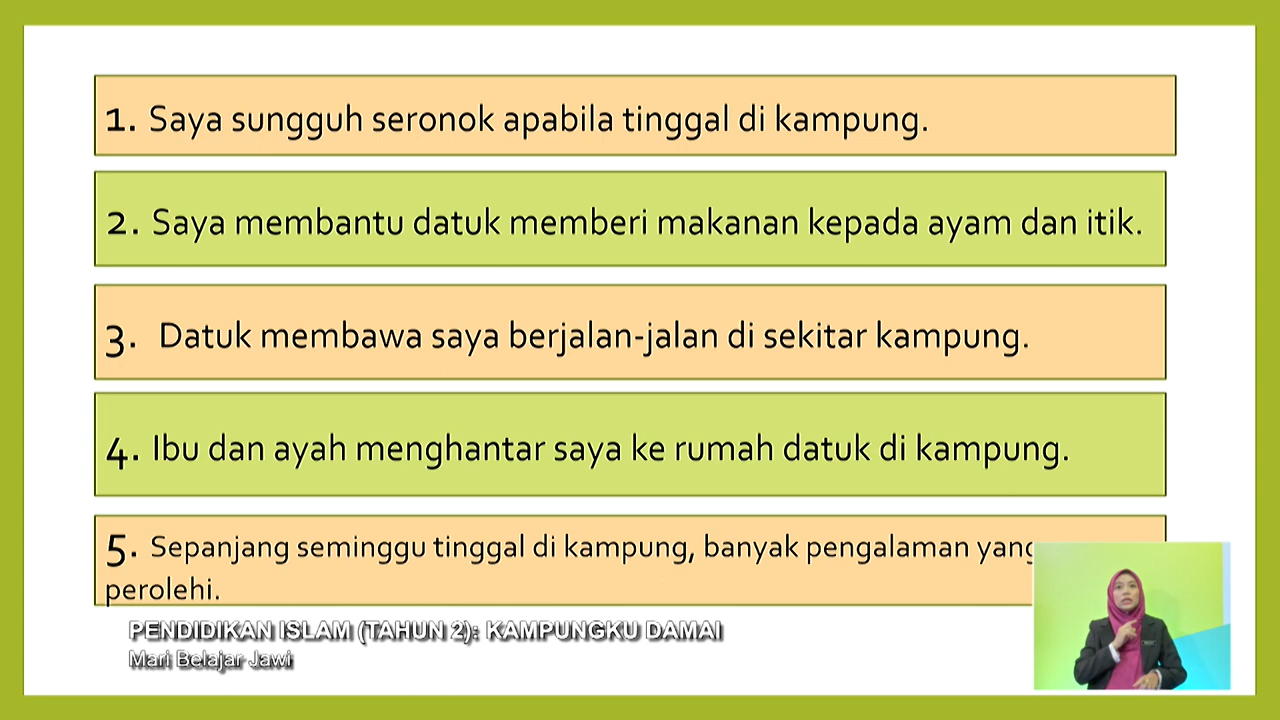 1. Saya sungguh seronok apabila tinggal di kampung.
2. Saya membantu datuk memberi makanan kepada ayam dan itik.
3. Datuk membawa saya berjalan-jalan di sekitar kampung.
4. Ibu dan ayah menghantar saya ke rumah datuk di kampung.
5. Sepanjang seminggu tinggal di kampung, banyak pengalaman yang
perolehi.
PENDIDIKAN ISLAM (TAHUN 2): KAMPUNGKU DAMAI
Mari Belajar Jawi